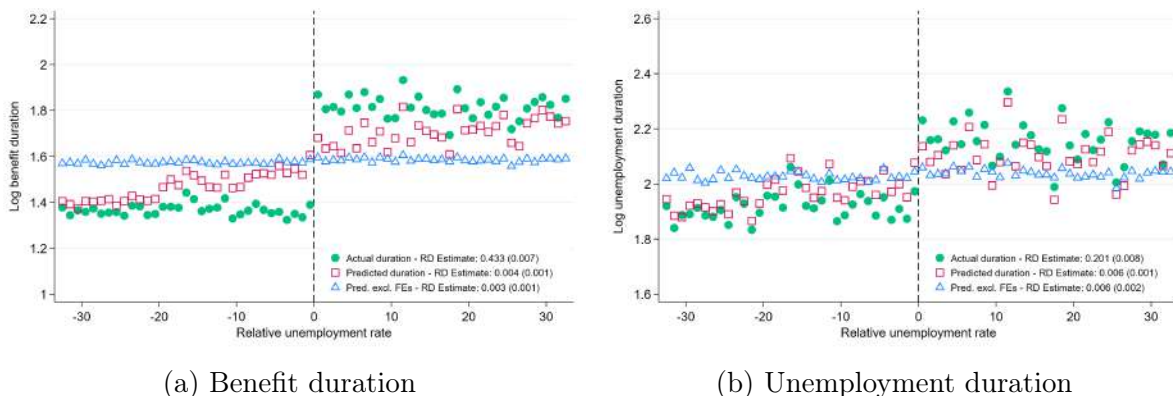 Log benefit duration
2.2
2
1.8
1.6
1.4
1.2
1
-30 -20 -10 0 10 20 30
Relative unemployment rate
Actual duration - RD Estimate: 0.433 (0.007)
Predicted duration - RD Estimate: 0.004 (0.001)
Pred. excl. FEs - RD Estimate: 0.003 (0.001)
(a) Benefit duration
Log unemployment duration
2.6
2.4
2.2
2
1.8
1.6
-30 -20 -10 0 10 20 30
Relative unemployment rate
Actual duration - RD Estimate: 0.201 (0.008)
Predicted duration - RD Estimate: 0.006 (0.001)
Pred. excl. FEs - RD Estimate: 0.006 (0.002)
(b) Unemployment duration